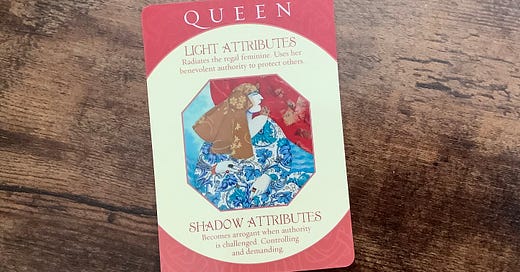 QUEEN
LIGHT ATTRIBUTES
Radiates the regal feminine. Uses her
benevolent authority to protect others.
SHADOW ATTRIBUTES
Becomes arrogant when authority
is challenged. Controlling
and demanding.